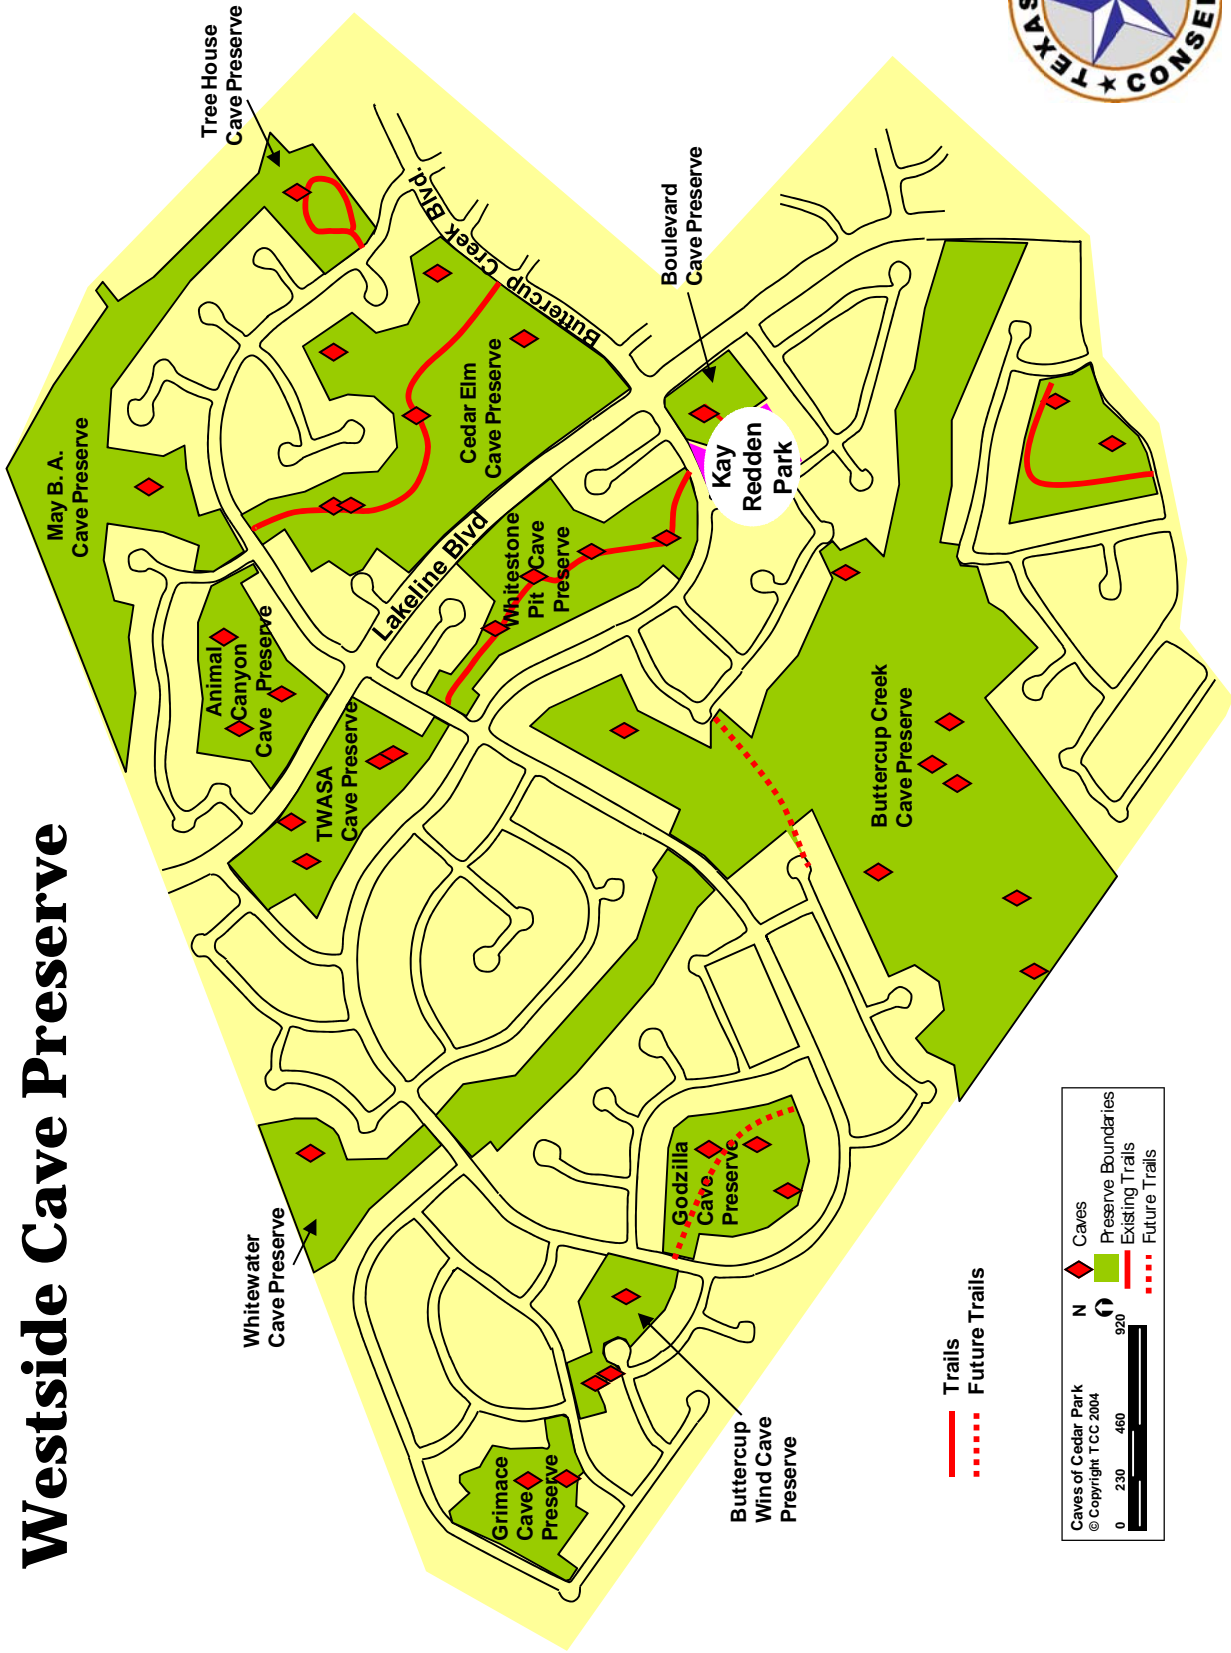 Westside Cave Preserve
Tree House
Cave Preserve
May B. A.
Cave Preserve
Buttercup Creek Blvd.
Boulevard
Cave Preserve
Cedar Elm
Cave Preserve
Kay
Redden
Park
Lakeline Blvd
Whitestone
Pit Cave
Preserve
Animal
Canyon
Cave Preserve
TWASA
Cave Preserve
Buttercup Creek
Cave Preserve
Whitewater
Cave Preserve
Godzilla
Cave
Preserve
Grimace
Cave
Preserve
Buttercup
Wind Cave
Preserve
Trails
Future Trails
Caves of Cedar Park
© Copyright TCC 2004
0 230 460 920
N
Caves
Preserve Boundaries
Existing Trails
Future Trails
TEXAS ★ CONSE